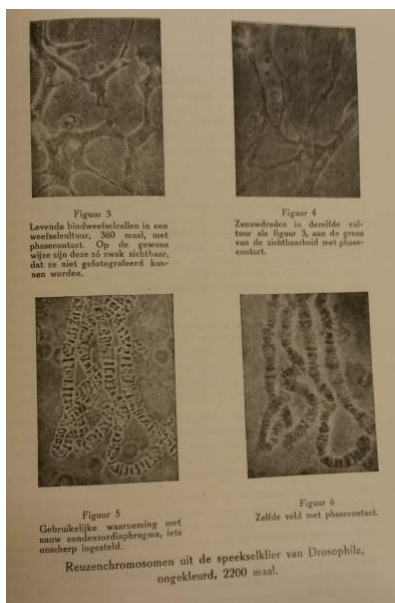 Figuur 3
Levende bindweefselcellen in een
weefselcultuur, 360 maal, met
phasecontact. Op de gewone
wijze zijn deze zó zwak zichtbaar,
dat ze niet gefotografeerd kun-
nen worden.
Figuur 4
Zenuwdraden in dezelfde cul-
tuur als figuur 3, aan de grens
van de zichtbaarheid met phase-
contact.
Figuur 5
Gebruikelijke waarneming met
nauw condensordiaphragma, iets
onscherp ingesteld.
Figuur 6
Zelfde veld met phasecontact.
Reuzenchromosomen uit de speekselklier van Drosophila,
ongekleurd, 2200 maal.